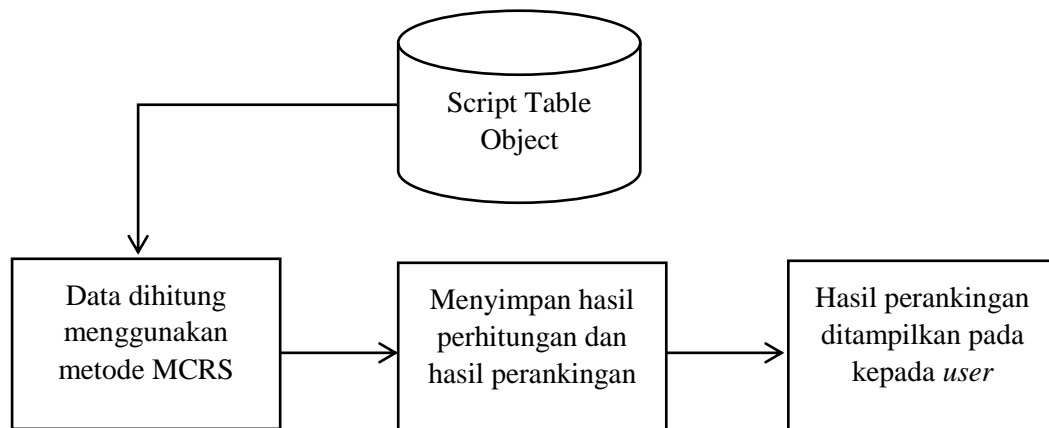 Script Table
Object
Data dihitung
menggunakan
metode MCRS
Menyimpan hasil
perhitungan dan
hasil perankingan
Hasil perankingan
ditampilkan pada
kepada user